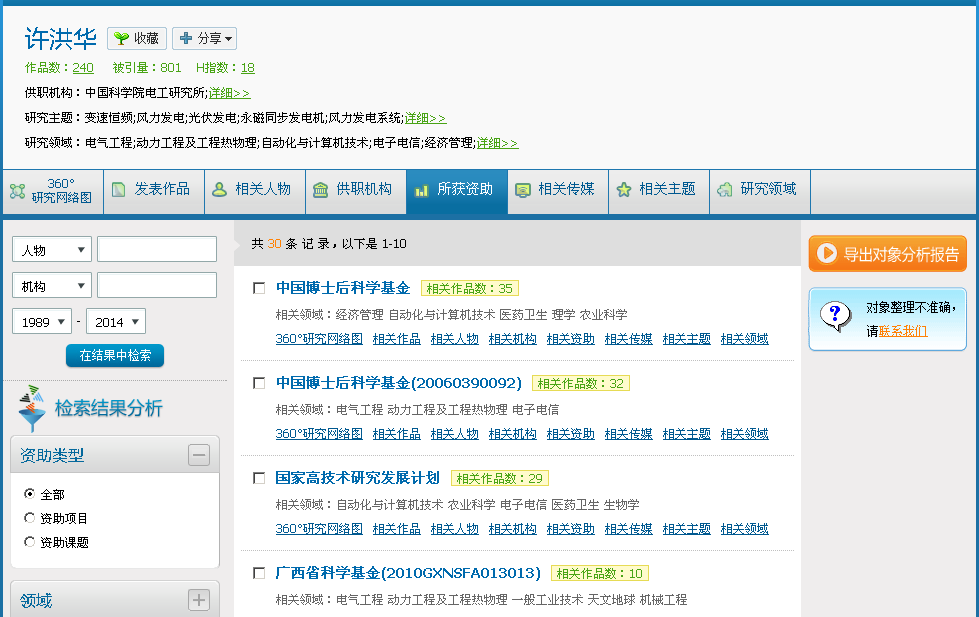 许洪华 收藏 分享
作品数：240 被引量：801 H指数：18
供职机构：中国科学院电工研究所;详细>>
研究主题：变速恒频;风力发电;光伏发电;永磁同步发电机;风力发电系统;详细>>
研究领域：电气工程;动力工程及工程热物理;自动化与计算机技术;电子电信;经济管理;详细>>
360°
研究网络图 发表作品 相关人物 供职机构 所获资助 相关传媒 相关主题 研究领域
人物
机构
1989 - 2014
在结果中检索
检索结果分析
资助类型
全部
资助项目
资助课题
领域
共 30 条 记 录，以下是 1-10
中国博士后科学基金 相关作品数：35
相关领域：经济管理 自动化与计算机技术 医药卫生 理学 农业科学
360°研究网络图 相关作品 相关人物 相关机构 相关资助 相关传媒 相关主题 相关领域
中国博士后科学基金(20060390092) 相关作品数：32
相关领域：电气工程 动力工程及工程热物理 电子电信
360°研究网络图 相关作品 相关人物 相关机构 相关资助 相关传媒 相关主题 相关领域
国家高技术研究发展计划 相关作品数：29
相关领域：自动化与计算机技术 农业科学 电子电信 医药卫生 生物学
360°研究网络图 相关作品 相关人物 相关机构 相关资助 相关传媒 相关主题 相关领域
广西省科学基金(2010GXNSFA013013) 相关作品数：10
相关领域：电气工程 动力工程及工程热物理 一般工业技术 天文地球 机械工程
导出对象分析报告
对象整理不准确，
请联系我们